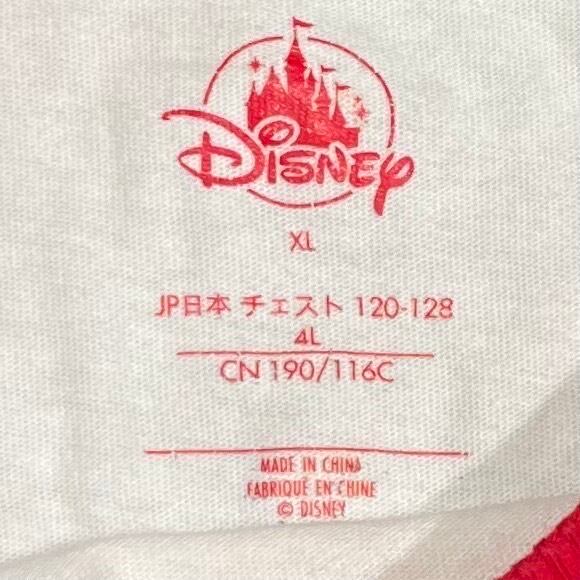 Disney
XL
JP日本 チェスト 120-128
4L
CN 190/116C
MADE IN CHINA
FABRIQUÉ EN CHINE
© DISNEY